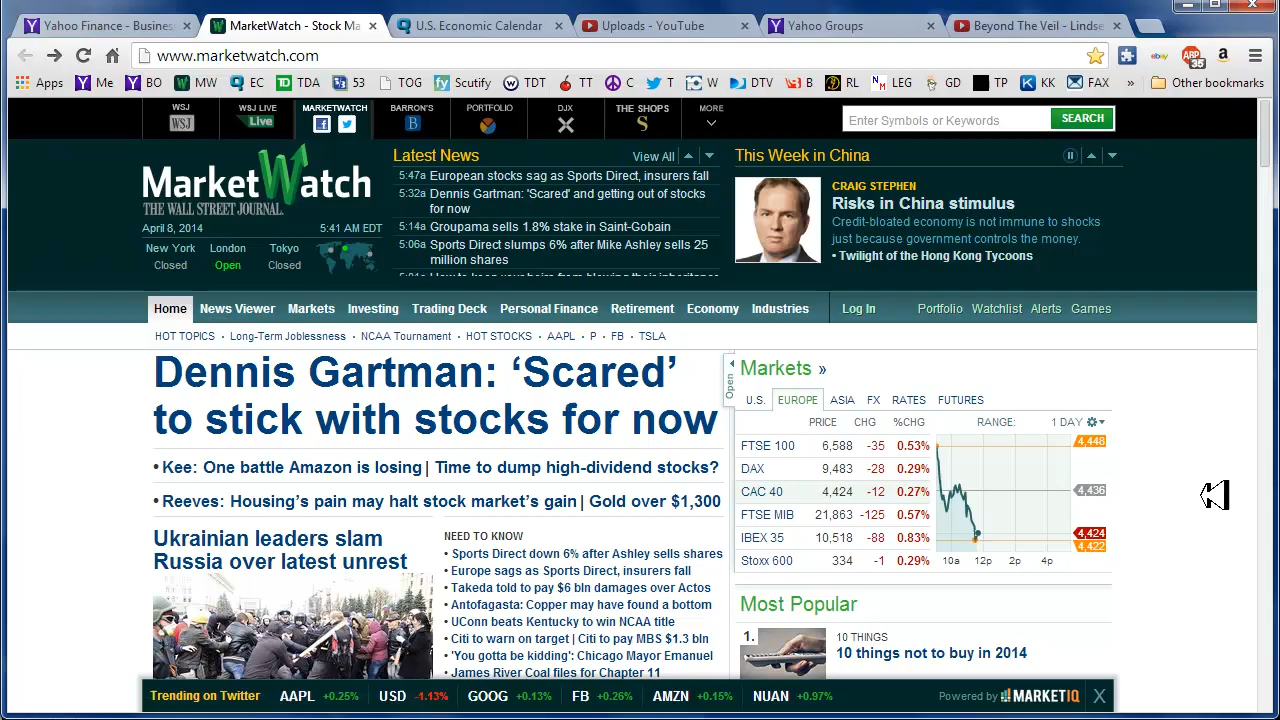 Yahoo Finance - Business
MarketWatch - Stock Ma
U.S. Economic Calendar
Uploads - YouTube
Yahoo Groups
Beyond The Veil - Lindse
www.marketwatch.com
ABP
35
Apps Me BO MW EC TDA 53 TOG Scutify TDT TT C T W DTV B RL LEG GD TP KK FAX » Other bookmarks
WSJ WSJ LIVE MARKETWATCH BARRON'S PORTFOLIO DJX THE SHOPS MORE
WSJ Live B S
Enter Symbols or Keywords SEARCH
MarketWatch
THE WALL STREET JOURNAL.
April 8, 2014 5:41 AM EDT
New York London Tokyo
Closed Open Closed
Latest News View All
5:47a European stocks sag as Sports Direct, insurers fall
5:32a Dennis Gartman: 'Scared' and getting out of stocks
for now
5:14a Groupama sells 1.8% stake in Saint-Gobain
5:06a Sports Direct slumps 6% after Mike Ashley sells 25
million shares
This Week in China
CRAIG STEPHEN
Risks in China stimulus
Credit-bloated economy is not immune to shocks
just because government controls the money.
• Twilight of the Hong Kong Tycoons
Home News Viewer Markets Investing Trading Deck Personal Finance Retirement Economy Industries Log In Portfolio Watchlist Alerts Games
HOT TOPICS • Long-Term Joblessness • NCAA Tournament • HOT STOCKS • AAPL • P • FB • TSLA
Dennis Gartman: ‘Scared’
to stick with stocks for now
• Kee: One battle Amazon is losing | Time to dump high-dividend stocks?
• Reeves: Housing’s pain may halt stock market’s gain | Gold over $1,300
Ukrainian leaders slam
Russia over latest unrest
NEED TO KNOW
• Sports Direct down 6% after Ashley sells shares
• Europe sags as Sports Direct, insurers fall
• Takeda told to pay $6 bln damages over Actos
• Antofagasta: Copper may have found a bottom
• UConn beats Kentucky to win NCAA title
• Citi to warn on target | Citi to pay MBS $1.3 bln
• 'You gotta be kidding': Chicago Mayor Emanuel
• James River Coal files for Chapter 11
Open
Markets »
U.S. EUROPE ASIA FX RATES FUTURES
PRICE CHG %CHG RANGE: 1 DAY
FTSE 100 6,588 -35 0.53%
DAX 9,483 -28 0.29%
CAC 40 4,424 -12 0.27%
FTSE MIB 21,863 -125 0.57%
IBEX 35 10,518 -88 0.83%
Stoxx 600 334 -1 0.29%
4,448
4,436
4,424
4,422
10a 12p 2p 4p
Most Popular
1. 10 THINGS
10 things not to buy in 2014
Trending on Twitter AAPL +0.25% USD -1.13% GOOG +0.13% FB +0.26% AMZN +0.15% NUAN +0.97% Powered by MARKETIQ X